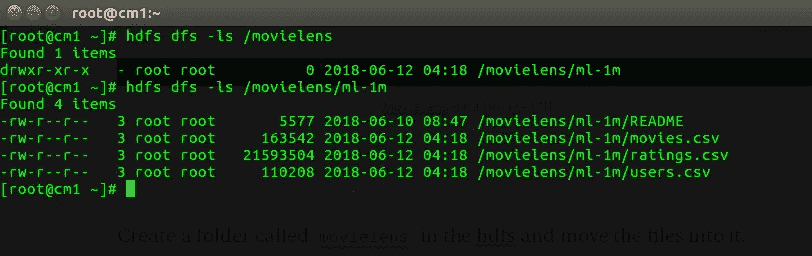 root@cm1:~
[root@cm1 ~]# hdfs dfs -ls /movielens
Found 1 items
drwxr-xr-x   - root root          0 2018-06-12 04:18 /movielens/ml-1m
[root@cm1 ~]# hdfs dfs -ls /movielens/ml-1m
Found 4 items
-rw-r--r--   3 root root       5577 2018-06-10 08:47 /movielens/ml-1m/README
-rw-r--r--   3 root root     163542 2018-06-12 04:18 /movielens/ml-1m/movies.csv
-rw-r--r--   3 root root   21593504 2018-06-12 04:18 /movielens/ml-1m/ratings.csv
-rw-r--r--   3 root root     110208 2018-06-12 04:18 /movielens/ml-1m/users.csv
[root@cm1 ~]#
Create a folder called movielens in the hdfs and move the files into it.